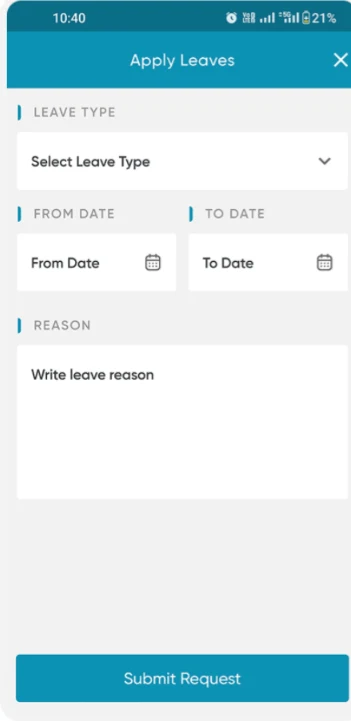 10:40 21%
Apply Leaves
LEAVE TYPE
Select Leave Type
FROM DATE TO DATE
From Date To Date
REASON
Write leave reason
Submit Request